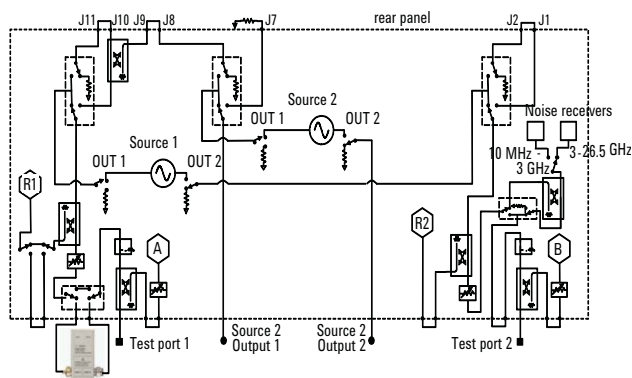 J11 J10 J9 J8 J7 rear panel J2 J1
Source 2
OUT 1 OUT 2
Noise receivers
Source 1
OUT 1 OUT 2
10 MHz -
3 GHz
3-26.5 GHz
R1
A
R2
B
Test port 1
Source 2
Output 1
Source 2
Output 2
Test port 2